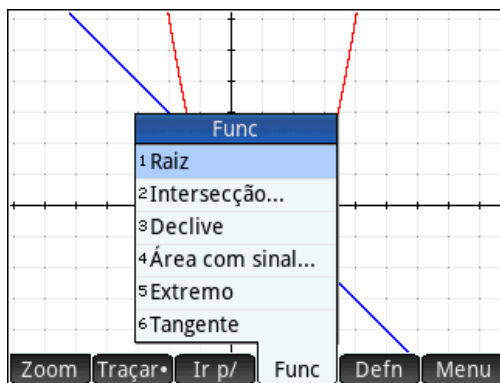 Func
1 Raiz
2 Intersecção...
3 Declive
4 Área com sinal...
5 Extremo
6 Tangente
Zoom Traçar• Ir p/ Func Defn Menu